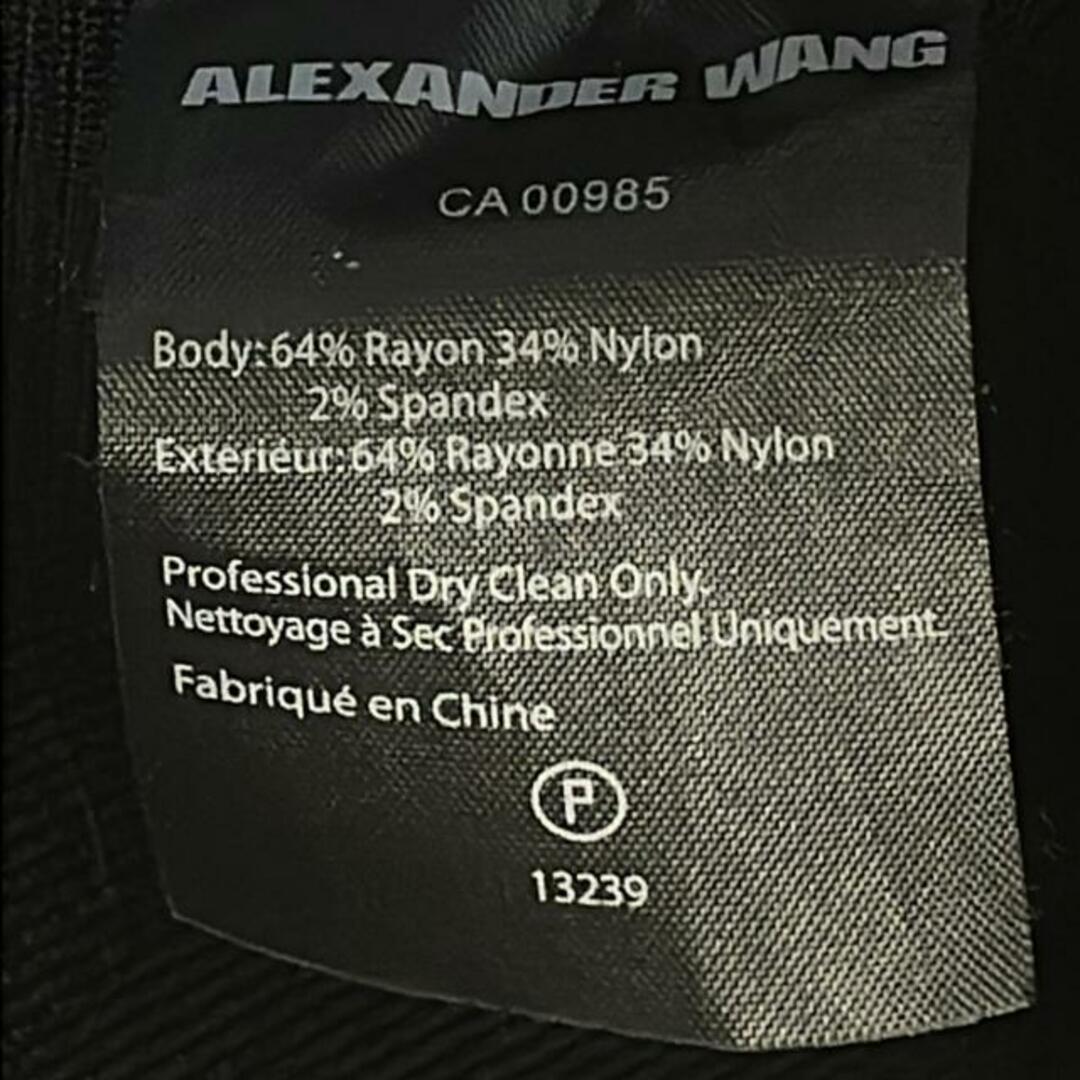 ALEXANDER WANG
CA 00985
Body: 64% Rayon 34% Nylon
2% Spandex
Exteriéur: 64% Rayonne 34% Nylon
2% Spandex
Professional Dry Clean Only.
Nettoyage à Sec Professionnel Uniquement.
Fabriqué en Chine
P
13239